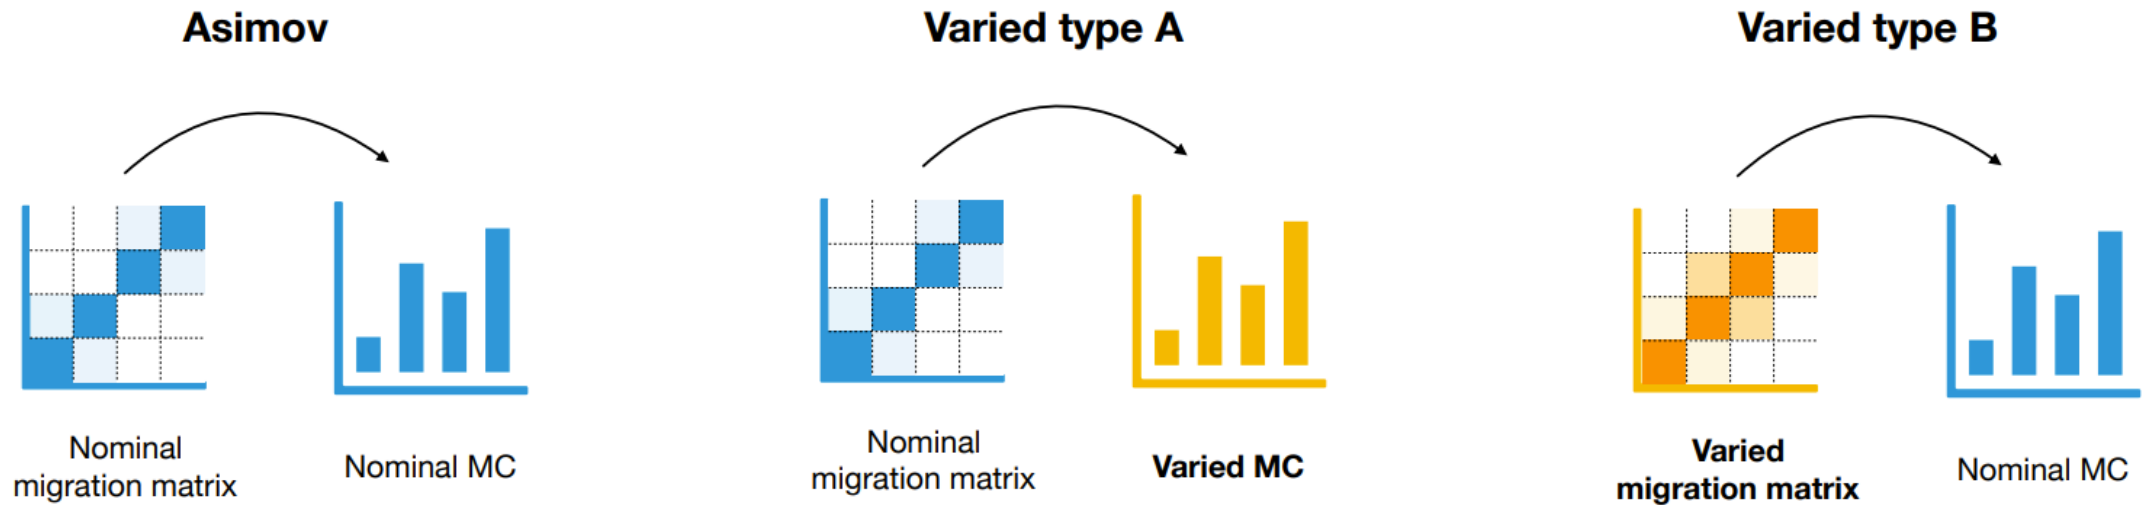 Asimov
Varied type A
Varied type B
Nominal
migration matrix
Nominal MC
Nominal
migration matrix
Varied MC
Varied
migration matrix
Nominal MC